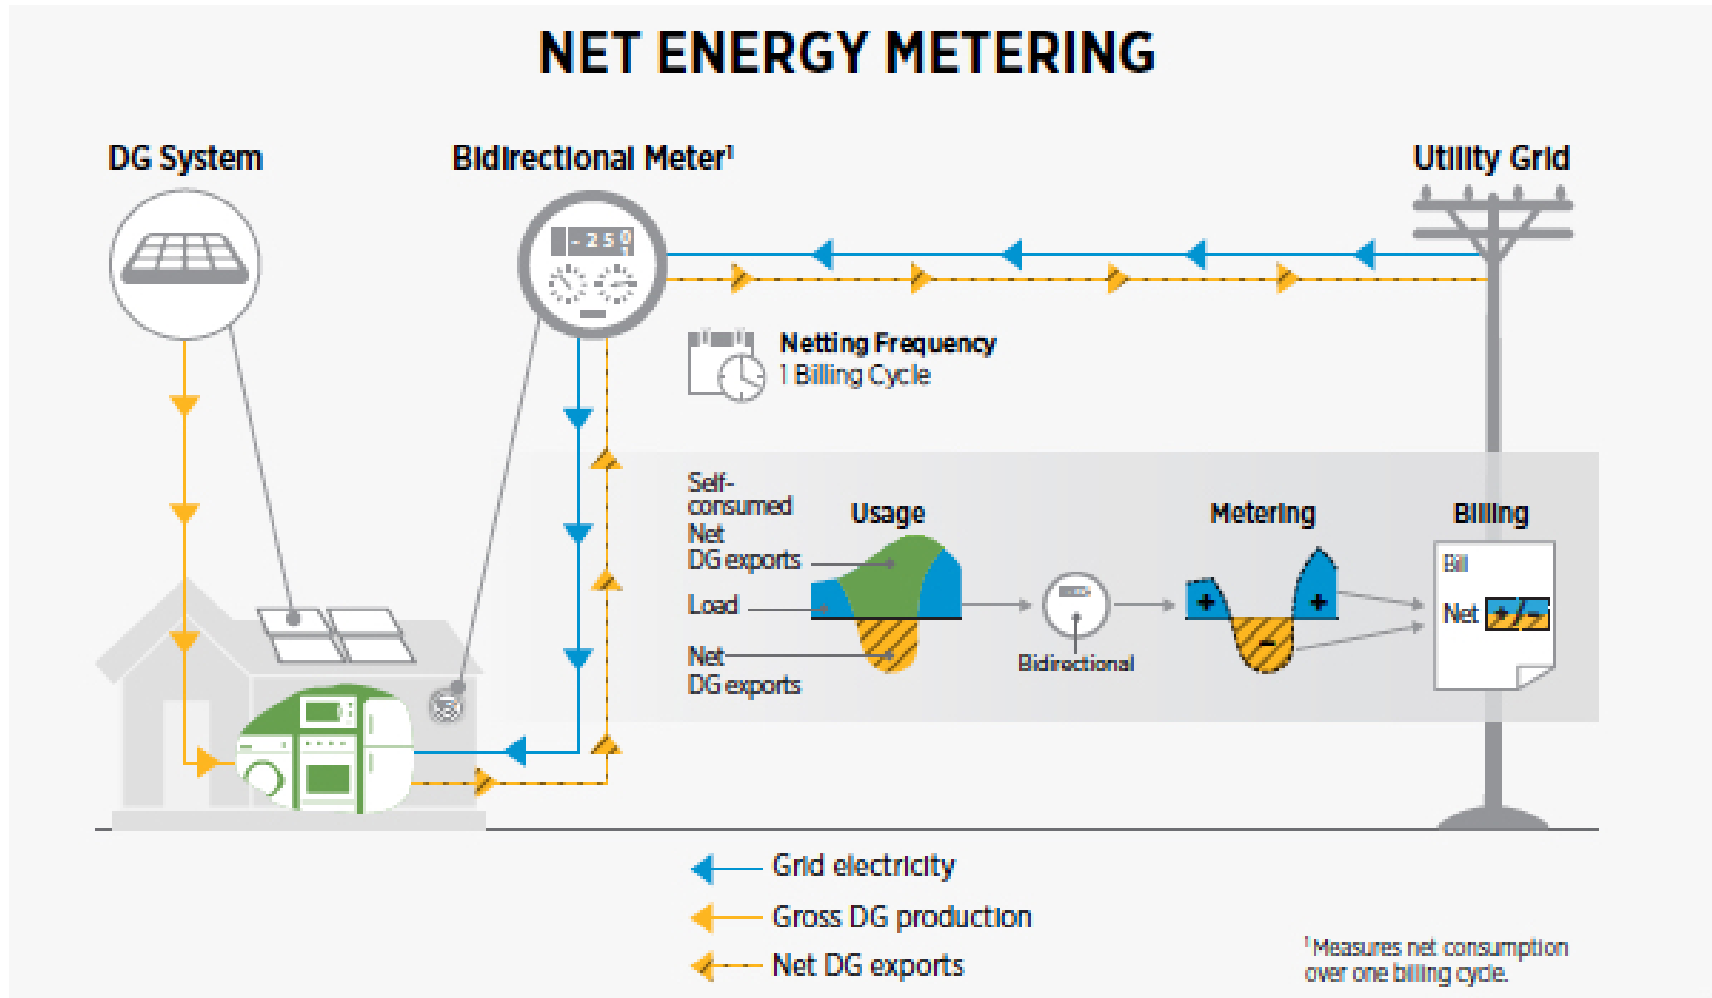 NET ENERGY METERING
DG System
Bidirectional Meter¹
Utility Grid
-250
Netting Frequency
1 Billing Cycle
Self-
consumed
Net
DG exports
Load
Net
DG exports
Usage
Bidirectional
Metering
+
+
-
Billing
Bill
Net +/-
Grid electricity
Gross DG production
Net DG exports
¹Measures net consumption
over one billing cycle.